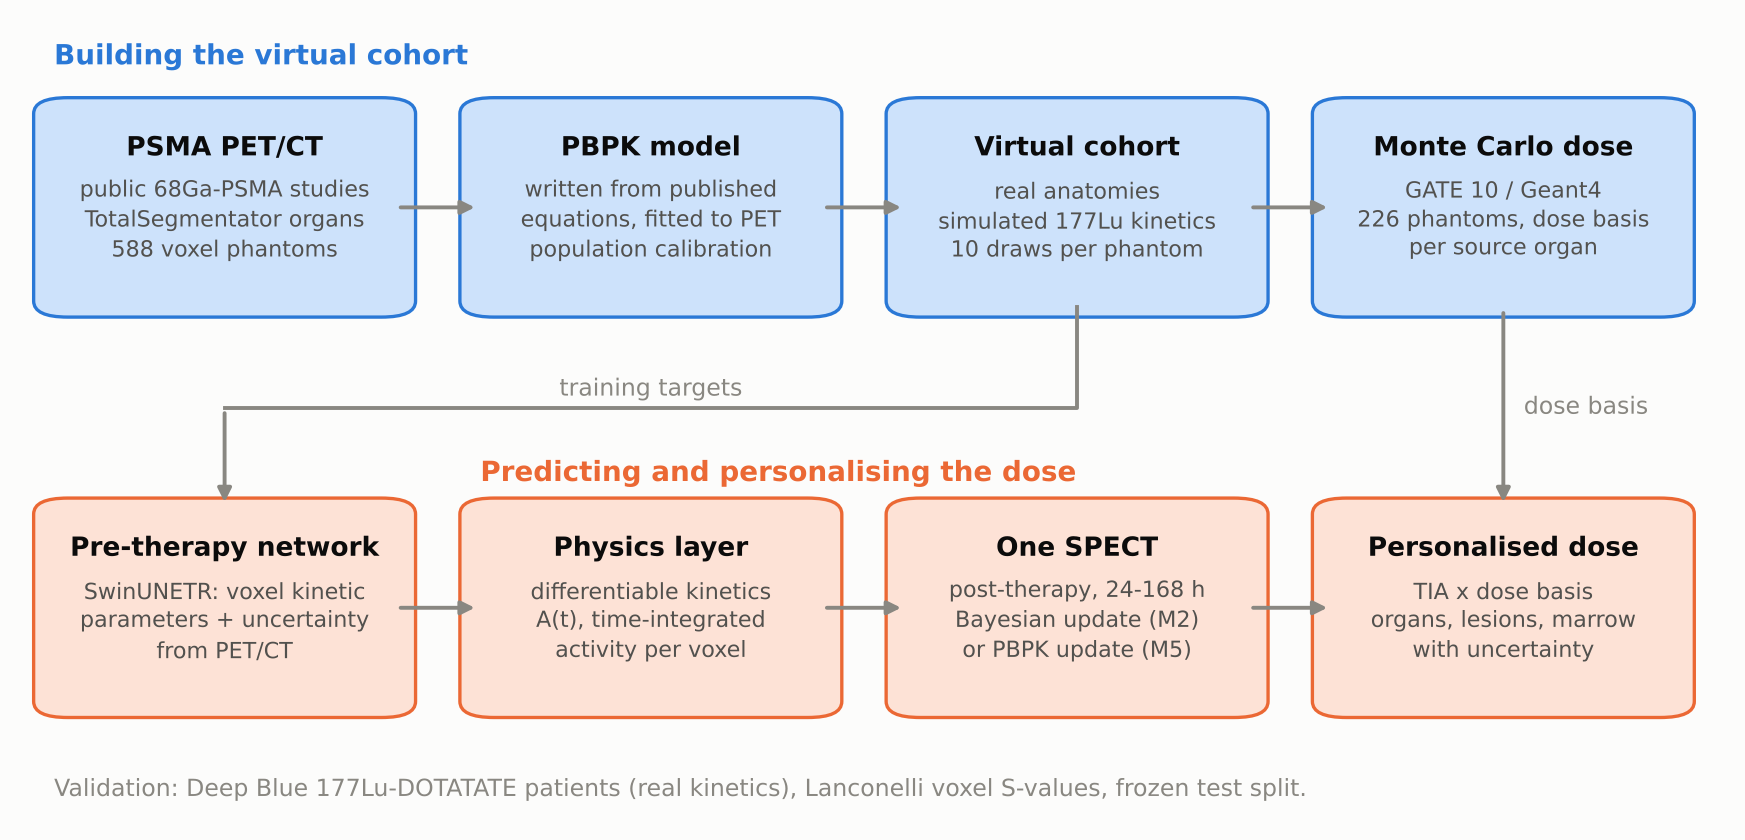 Building the virtual cohort
PSMA PET/CT
public 68Ga-PSMA studies
TotalSegmentator organs
588 voxel phantoms
PBPK model
written from published
equations, fitted to PET
population calibration
Virtual cohort
real anatomies
simulated 177Lu kinetics
10 draws per phantom
Monte Carlo dose
GATE 10 / Geant4
226 phantoms, dose basis
per source organ
training targets
dose basis
Predicting and personalising the dose
Pre-therapy network
SwinUNETR: voxel kinetic
parameters + uncertainty
from PET/CT
Physics layer
differentiable kinetics
A(t), time-integrated
activity per voxel
One SPECT
post-therapy, 24-168 h
Bayesian update (M2)
or PBPK update (M5)
Personalised dose
TIA x dose basis
organs, lesions, marrow
with uncertainty
Validation: Deep Blue 177Lu-DOTATATE patients (real kinetics), Lanconelli voxel S-values, frozen test split.